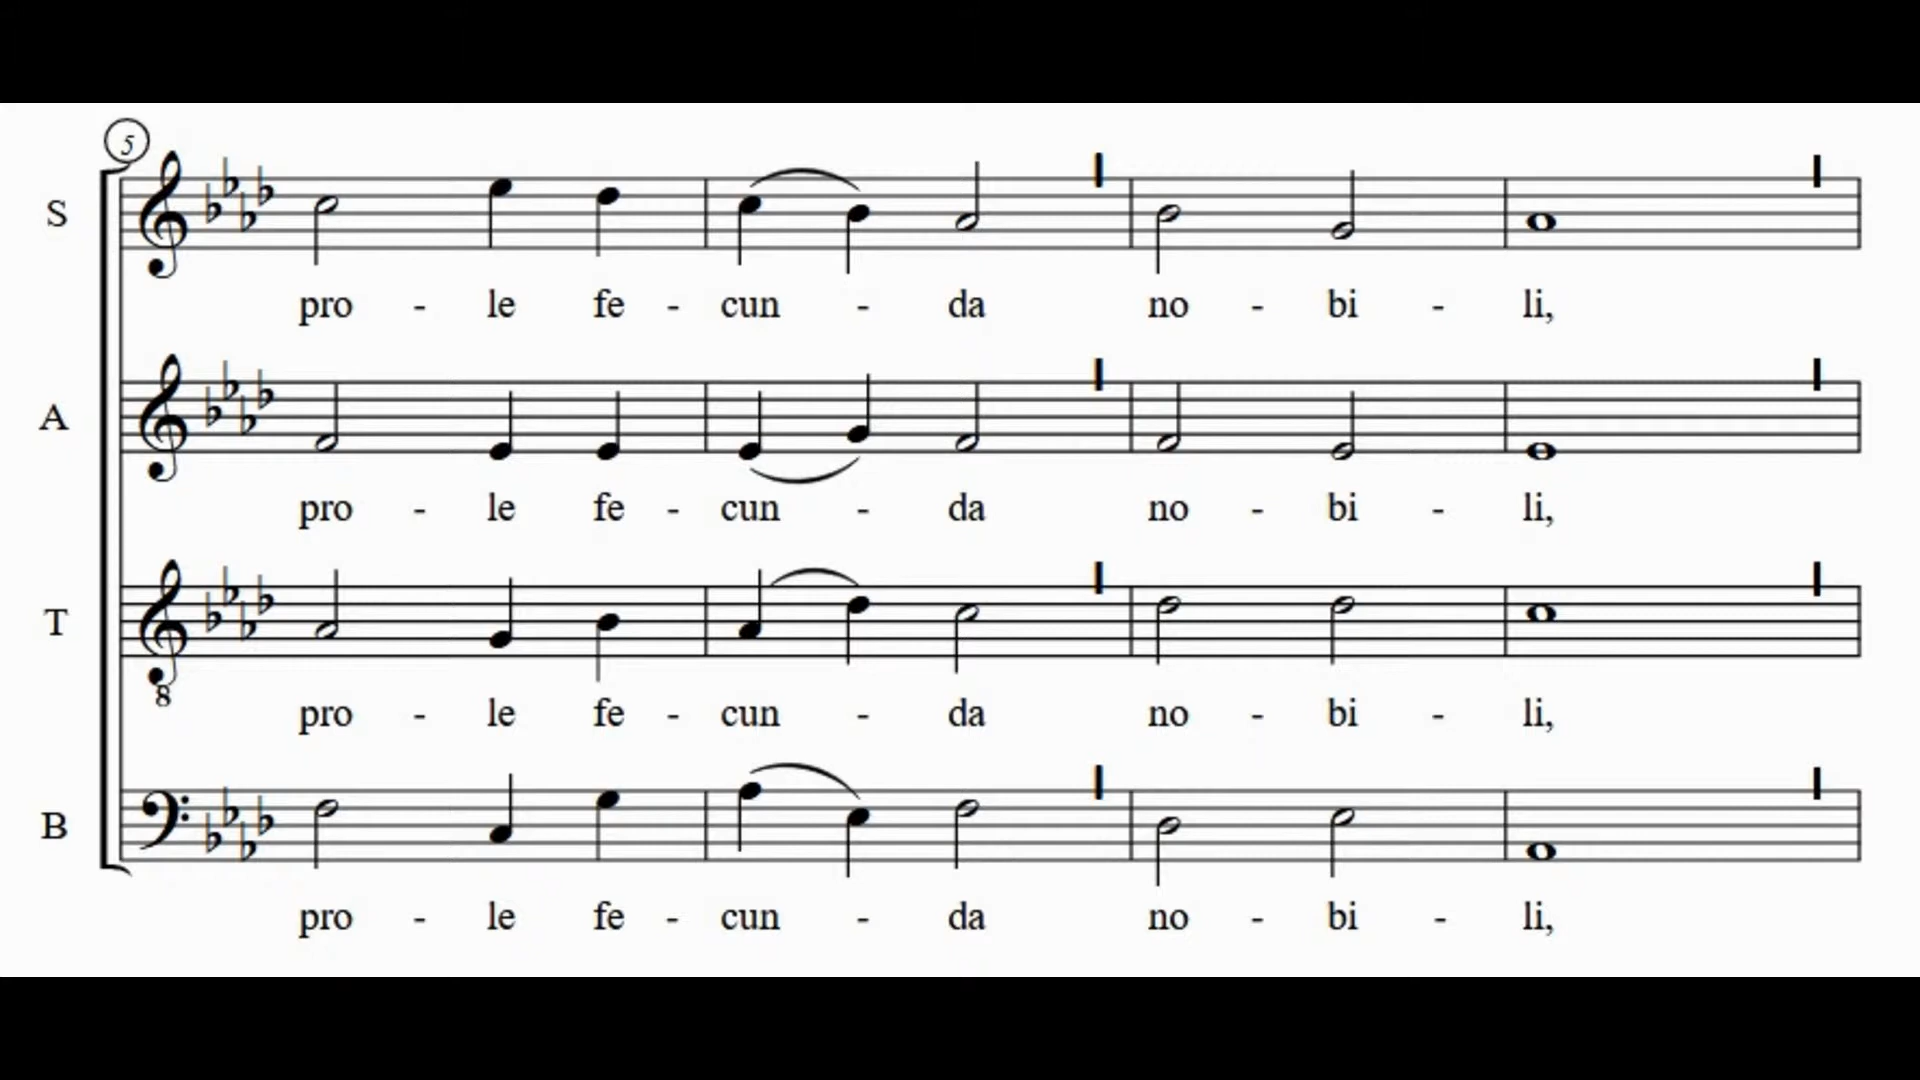 5
S
pro - le fe - cun - da no - bi - li,
A
pro - le fe - cun - da no - bi - li,
T
8
pro - le fe - cun - da no - bi - li,
B
pro - le fe - cun - da no - bi - li,